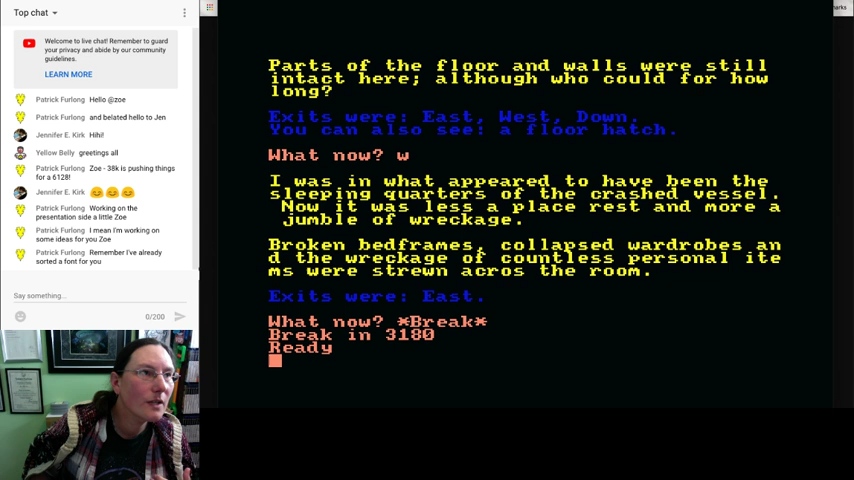 Top chat
Welcome to live chat! Remember to guard
your privacy and abide by our community
guidelines.
LEARN MORE
Patrick Furlong Hello @zoe
Patrick Furlong and belated hello to Jen
Jennifer E. Kirk Hihi!
Yellow Belly greetings all
Patrick Furlong Zoe - 38k is pushing things
for a 6128!
Jennifer E. Kirk 😊😊😊
Patrick Furlong Working on the
presentation side a little Zoe
Patrick Furlong I mean I'm working on
some ideas for you Zoe
Patrick Furlong Remember I've already
sorted a font for you
Say something...
0/200
arks
Parts of the floor and walls were still
intact here; although who could for how
long?
Exits were: East, West, Down.
You can also see: a floor hatch.
What now? w
I was in what appeared to have been the
sleeping quarters of the crashed vessel.
Now it was less a place rest and more a
jumble of wreckage.
Broken bedframes, collapsed wardrobes an
d the wreckage of countless personal ite
ms were strewn acros the room.
Exits were: East.
What now? *Break*
Break in 3180
Ready